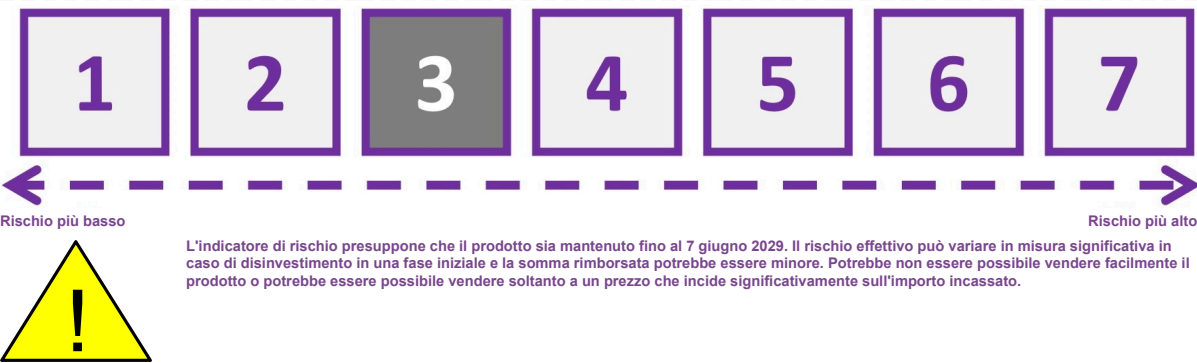 1 2 3 4 5 6 7
Rischio più basso Rischio più alto
L'indicatore di rischio presuppone che il prodotto sia mantenuto fino al 7 giugno 2029. Il rischio effettivo può variare in misura significativa in
caso di disinvestimento in una fase iniziale e la somma rimborsata potrebbe essere minore. Potrebbe non essere possibile vendere facilmente il
prodotto o potrebbe essere possibile vendere soltanto a un prezzo che incide significativamente sull'importo incassato.
!